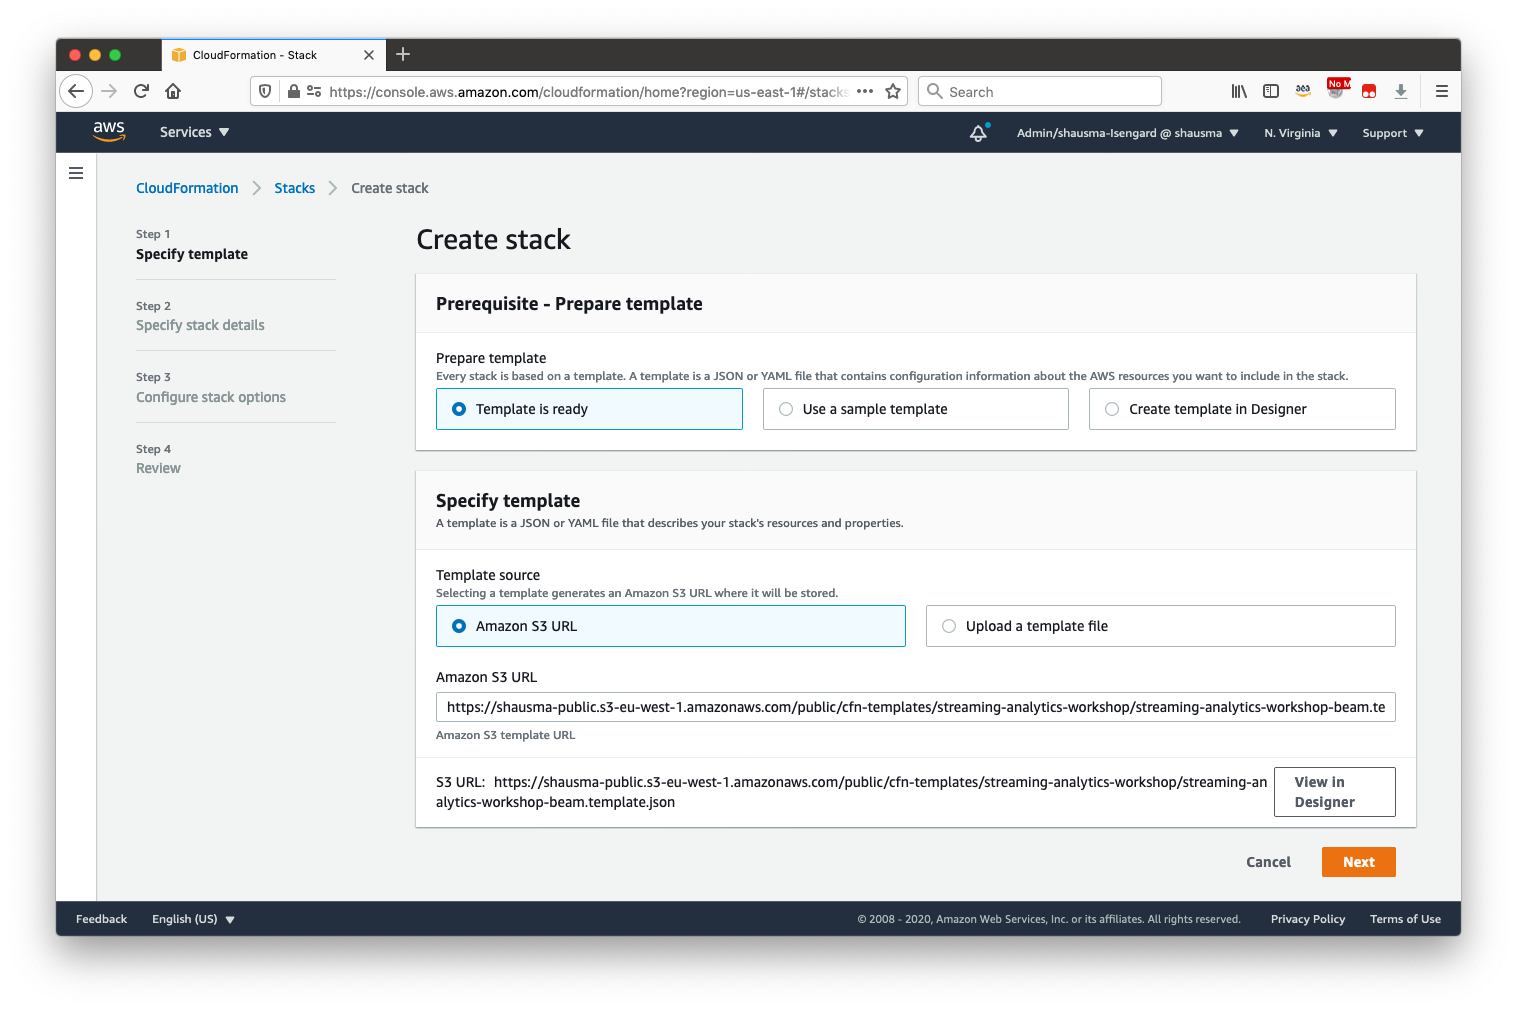 CloudFormation - Stack
https://console.aws.amazon.com/cloudformation/home?region=us-east-1#/stacks
Search
No M
aws
Services
Admin/shausma-Isengard @ shausma
N. Virginia
Support
CloudFormation
Stacks
Create stack
Step 1
Specify template
Step 2
Specify stack details
Step 3
Configure stack options
Step 4
Review
Create stack
Prerequisite - Prepare template
Prepare template
Every stack is based on a template. A template is a JSON or YAML file that contains configuration information about the AWS resources you want to include in the stack.
Template is ready
Use a sample template
Create template in Designer
Specify template
A template is a JSON or YAML file that describes your stack's resources and properties.
Template source
Selecting a template generates an Amazon S3 URL where it will be stored.
Amazon S3 URL
Upload a template file
Amazon S3 URL
https://shausma-public.s3-eu-west-1.amazonaws.com/public/cfn-templates/streaming-analytics-workshop/streaming-analytics-workshop-beam.te
Amazon S3 template URL
S3 URL: https://shausma-public.s3-eu-west-1.amazonaws.com/public/cfn-templates/streaming-analytics-workshop/streaming-an
alytics-workshop-beam.template.json
View in
Designer
Cancel
Next
Feedback
English (US)
© 2008 - 2020, Amazon Web Services, Inc. or its affiliates. All rights reserved.
Privacy Policy
Terms of Use